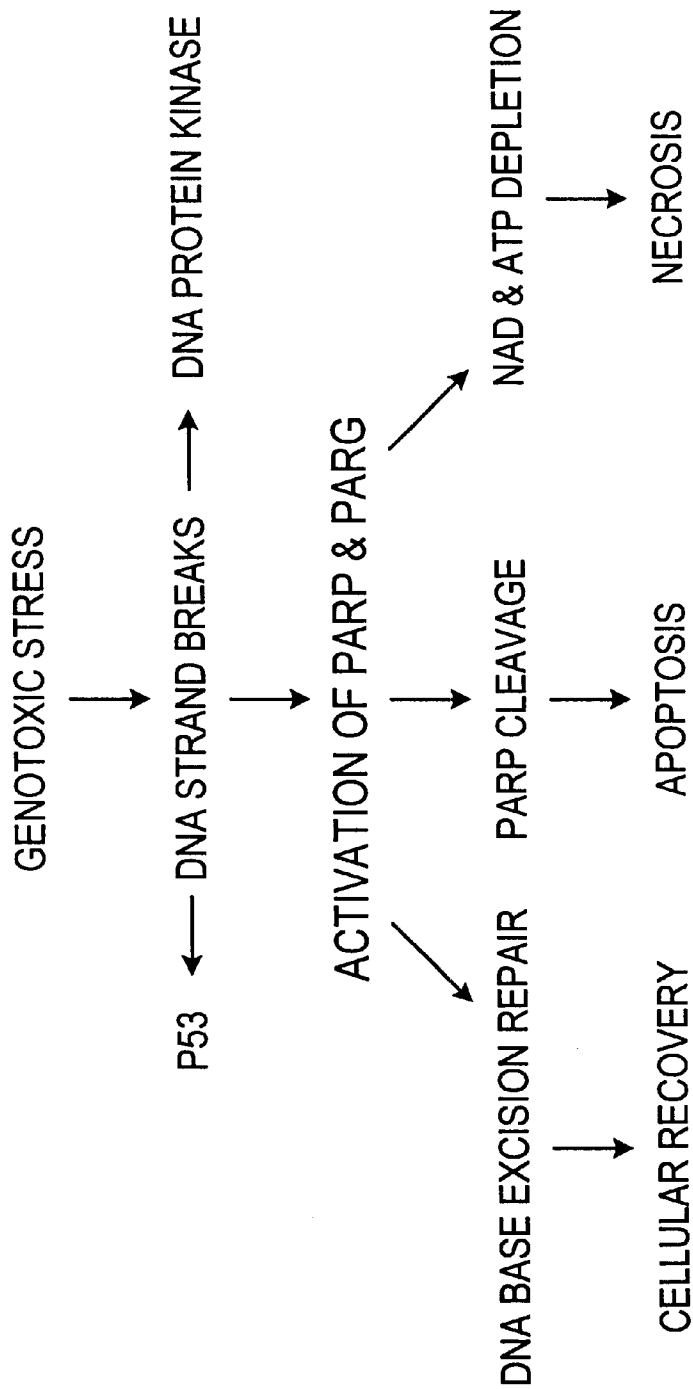 GENOTOXIC STRESS
P53
DNA STRAND BREAKS
DNA PROTEIN KINASE
ACTIVATION OF PARP & PARG
DNA BASE EXCISION REPAIR
PARP CLEAVAGE
NAD & ATP DEPLETION
CELLULAR RECOVERY
APOPTOSIS
NECROSIS